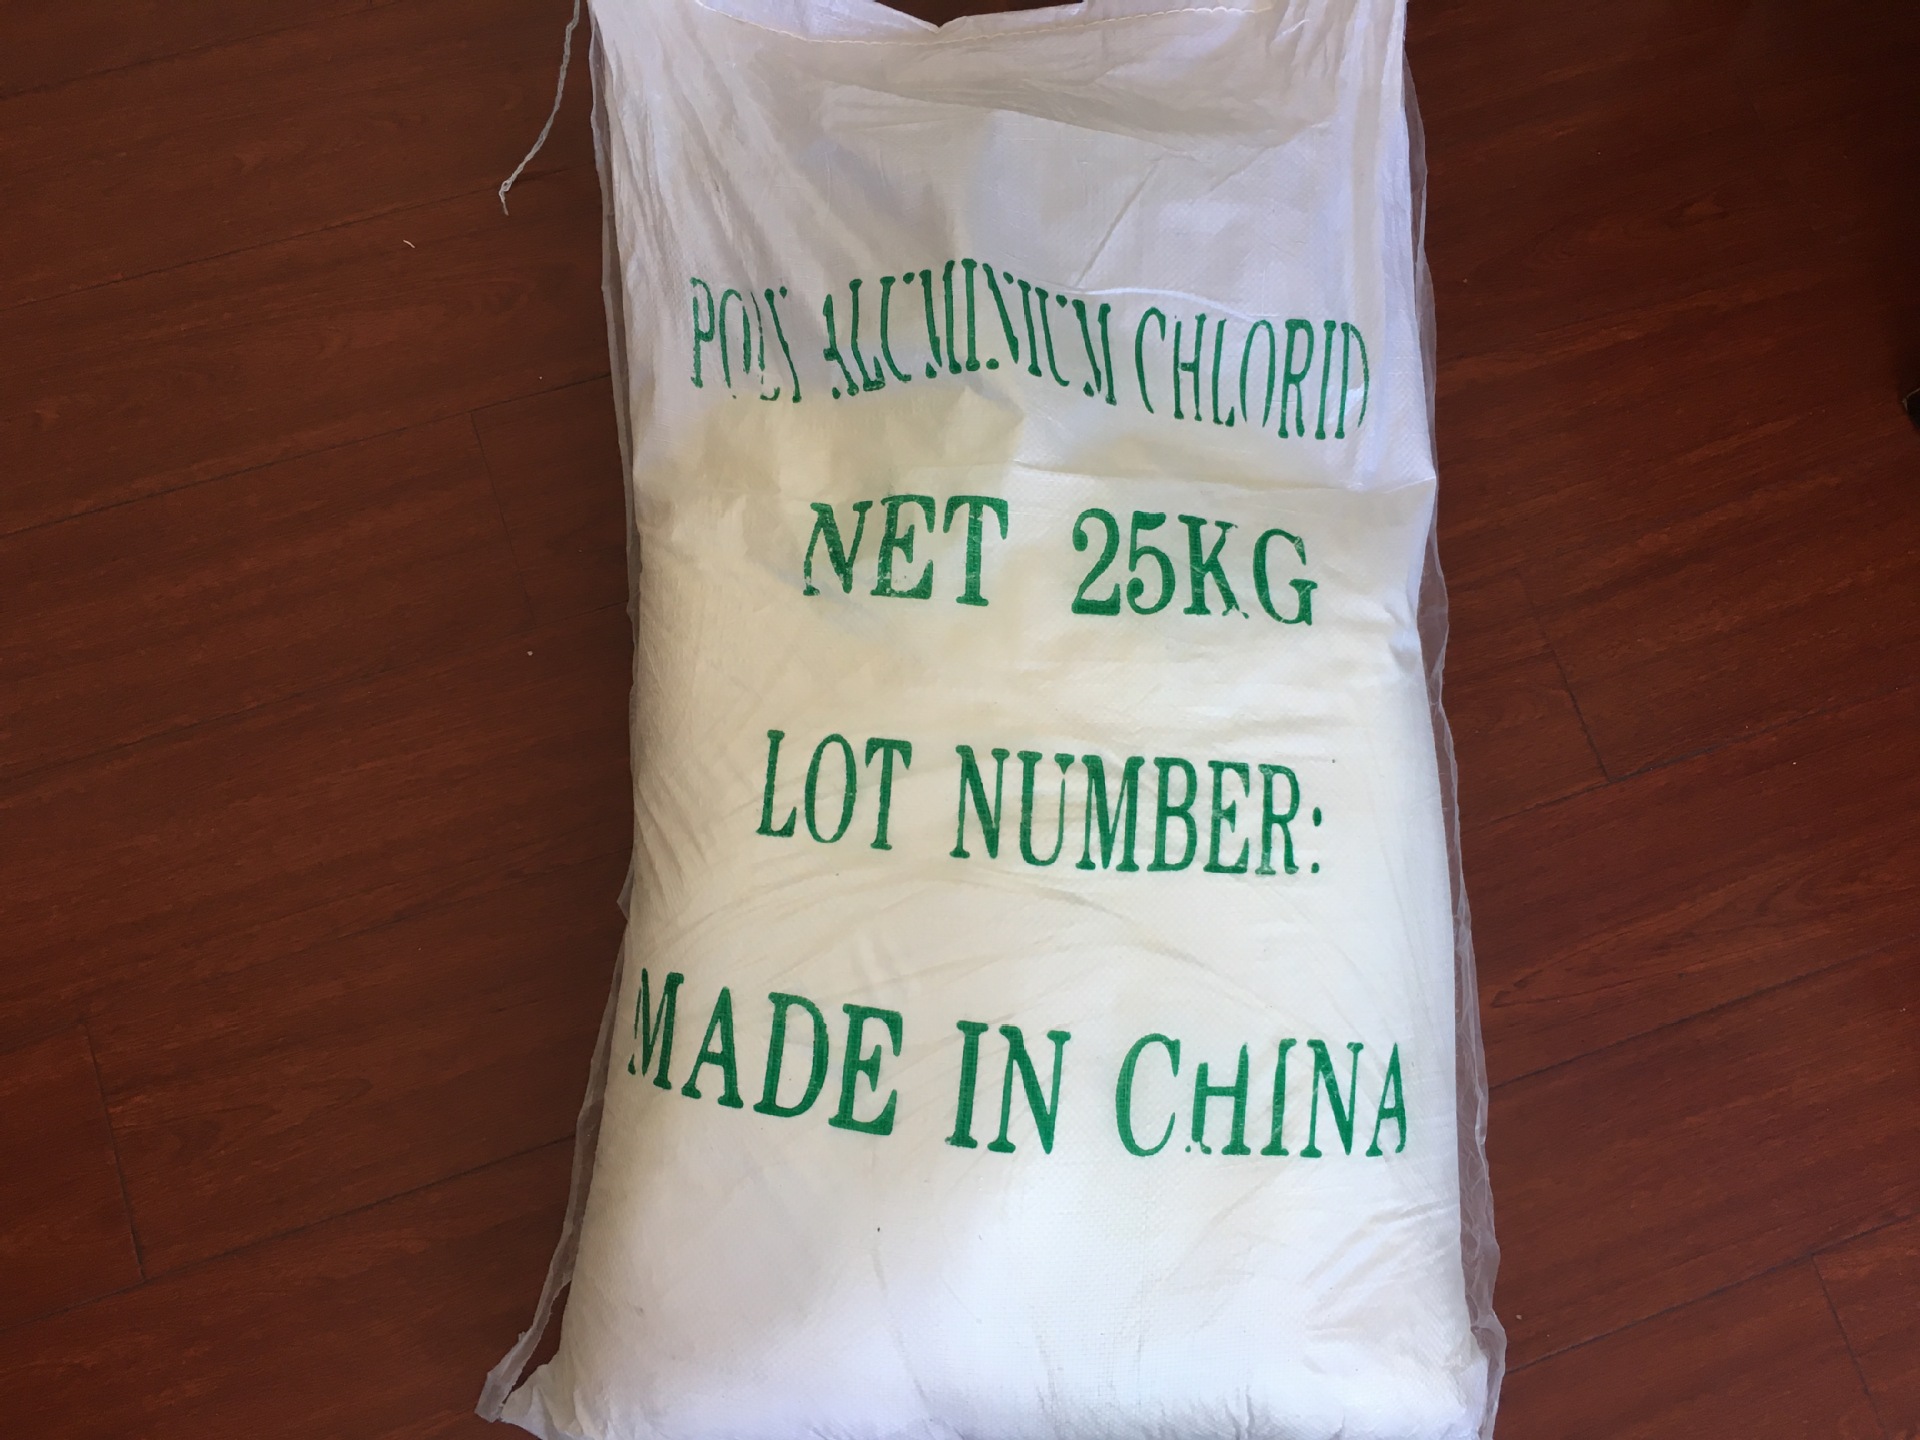 POLY ALUMINIUM CHLORID
NET 25KG
LOT NUMBER:
MADE IN CHINA